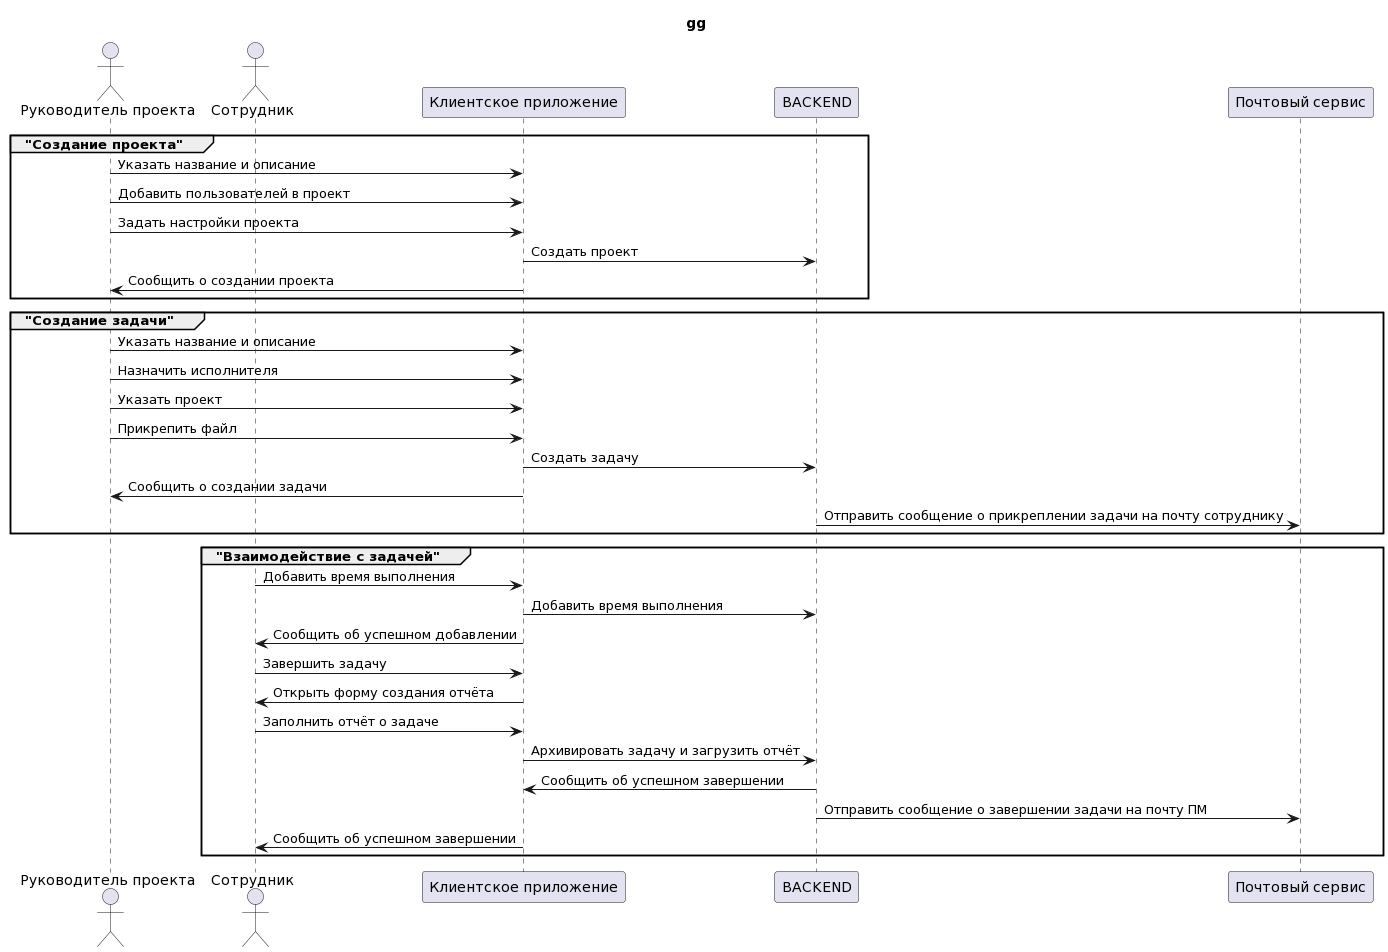 gg
Руководитель проекта
Сотрудник
Клиентское приложение
BACKEND
Почтовый сервис
"Создание проекта"
Указать название и описание
Добавить пользователей в проект
Задать настройки проекта
Создать проект
Сообщить о создании проекта
"Создание задачи"
Указать название и описание
Назначить исполнителя
Указать проект
Прикрепить файл
Создать задачу
Сообщить о создании задачи
Отправить сообщение о прикреплении задачи на почту сотруднику
"Взаимодействие с задачей"
Добавить время выполнения
Добавить время выполнения
Сообщить об успешном добавлении
Завершить задачу
Открыть форму создания отчёта
Заполнить отчёт о задаче
Архивировать задачу и загрузить отчёт
Сообщить об успешном завершении
Отправить сообщение о завершении задачи на почту ПМ
Сообщить об успешном завершении
Руководитель проекта
Сотрудник
Клиентское приложение
BACKEND
Почтовый сервис